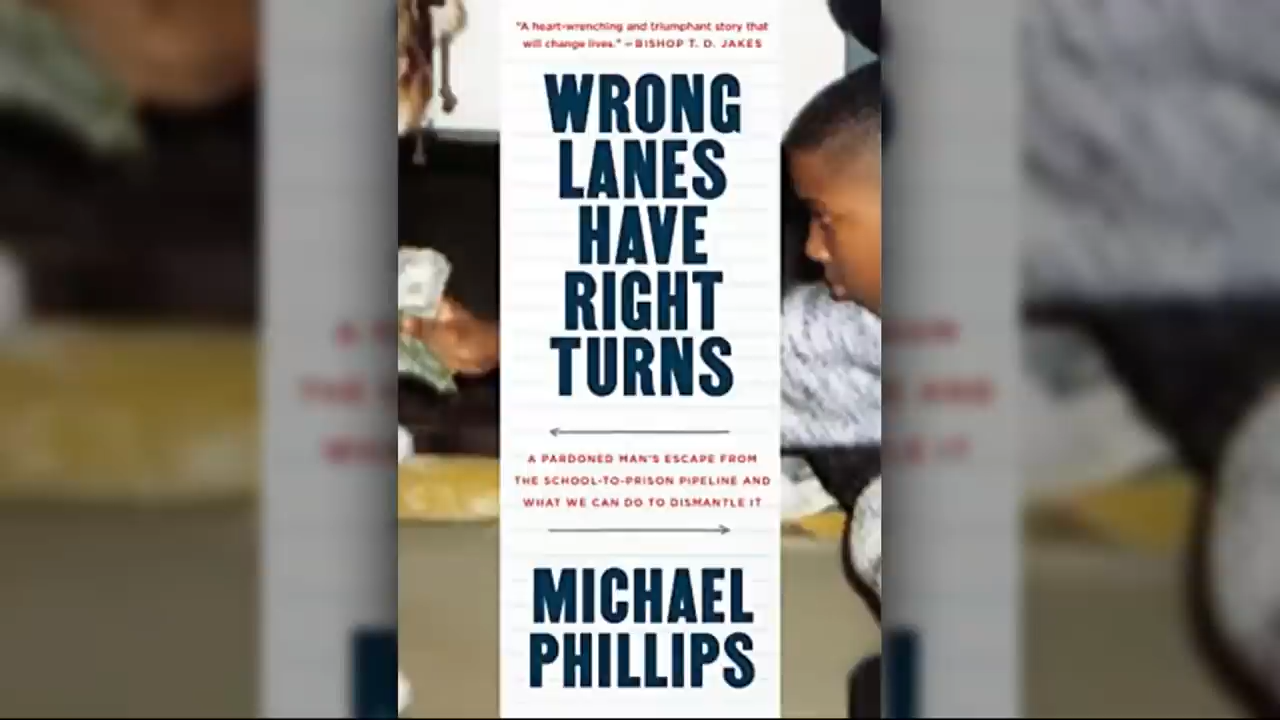 "A heart-wrenching and triumphant story that
will change lives." —BISHOP T. D. JAKES
WRONG
LANES
HAVE
RIGHT
TURNS
A PARDONED MAN'S ESCAPE FROM
THE SCHOOL-TO-PRISON PIPELINE AND
WHAT WE CAN DO TO DISMANTLE IT
MICHAEL
PHILLIPS